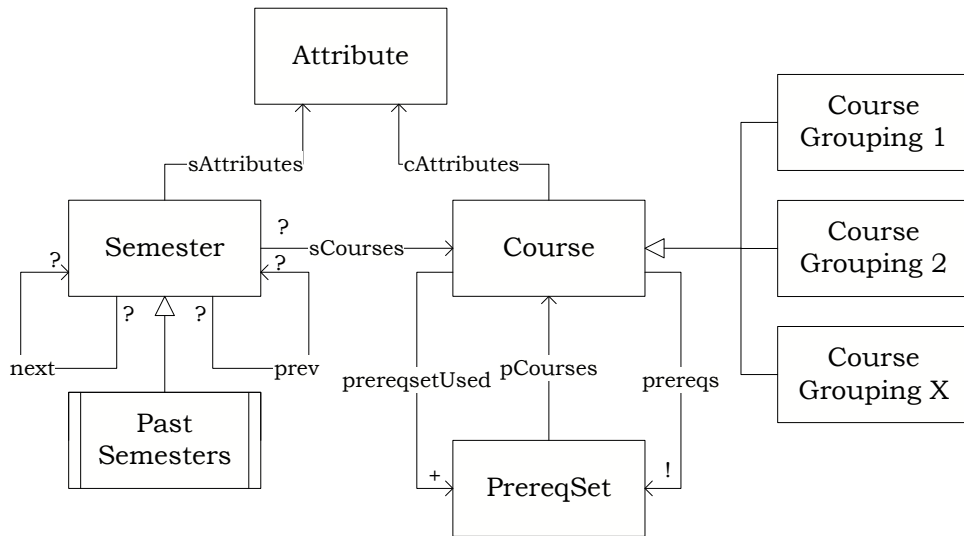 Attribute
Course
Grouping 1
sAttributes
cAttributes
Semester
?
sCourses
?
?
Course
Course
Grouping 2
?
?
next
prev
prereqsetUsed
pCourses
prereqs
Course
Grouping X
Past
Semesters
+
PrereqSet
!